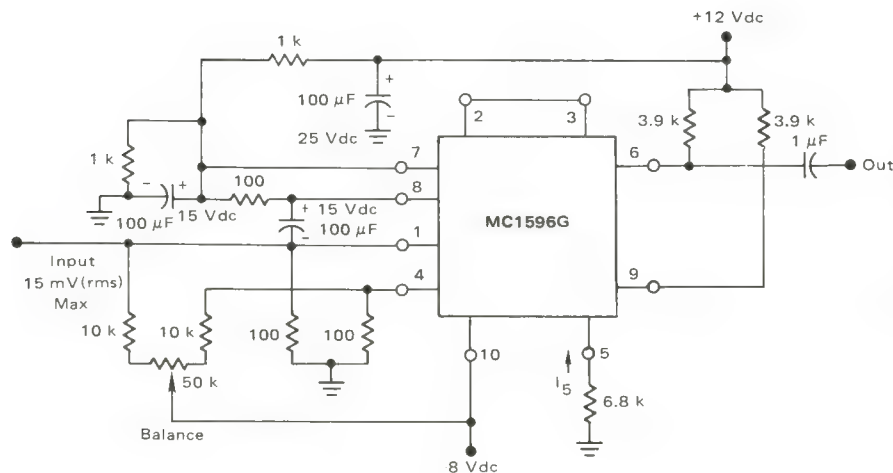 +12 Vdc
1 k
+
100 µF
-
25 Vdc
2
3
3.9 k
3.9 k
1 µF
1 k
7
6
Out
-
+
15 Vdc
100 µF
100
8
+
15 Vdc
100 µF
-
MC1596G
1
Input
15 mV(rms)
Max
4
9
10 k
10 k
100
100
50 k
10
I5
5
6.8 k
Balance
8 Vdc